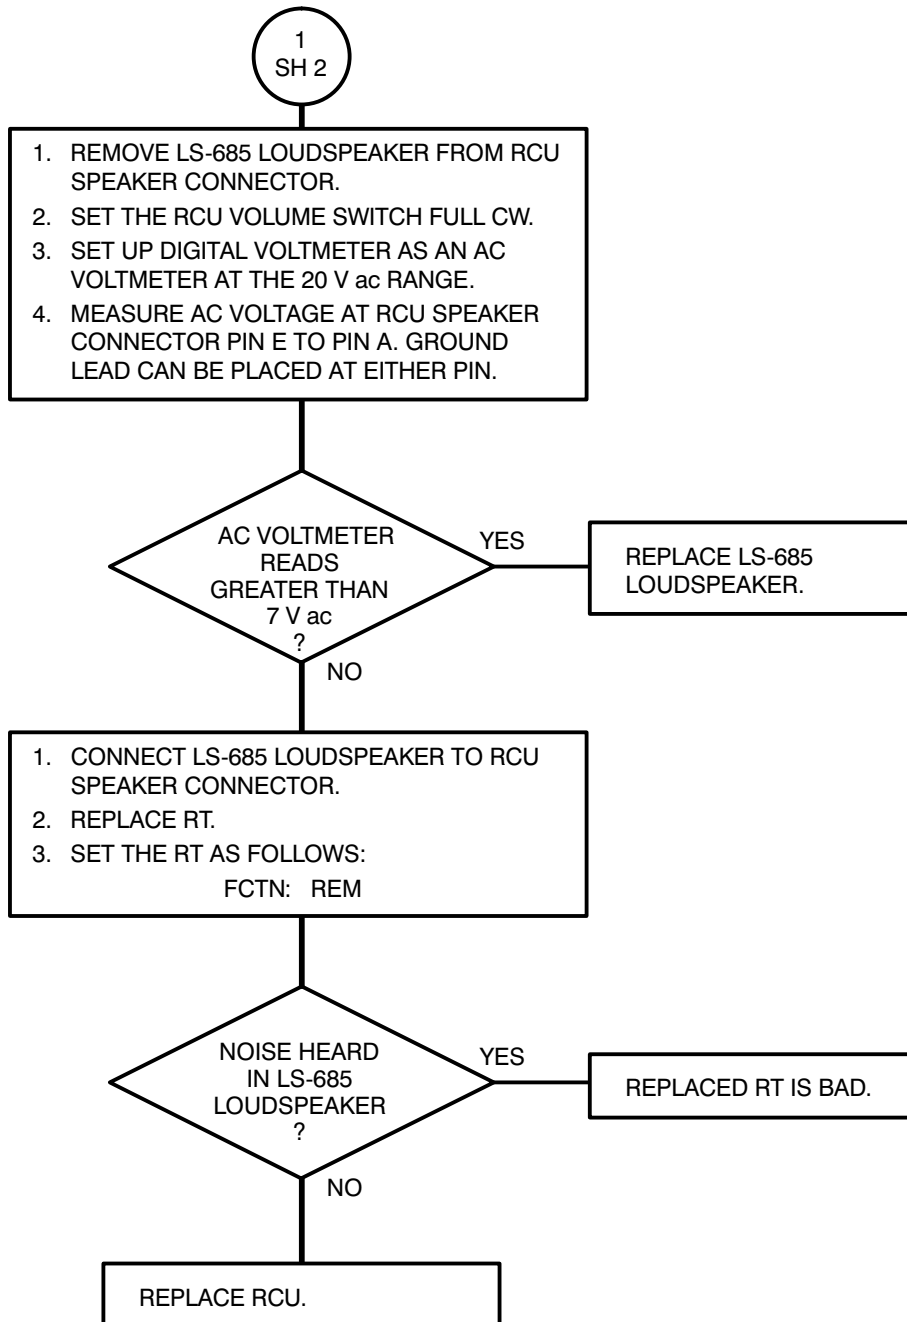 1
SH 2
1. REMOVE LS-685 LOUDSPEAKER FROM RCU
SPEAKER CONNECTOR.
2. SET THE RCU VOLUME SWITCH FULL CW.
3. SET UP DIGITAL VOLTMETER AS AN AC
VOLTMETER AT THE 20 V ac RANGE.
4. MEASURE AC VOLTAGE AT RCU SPEAKER
CONNECTOR PIN E TO PIN A. GROUND
LEAD CAN BE PLACED AT EITHER PIN.
AC VOLTMETER
READS
GREATER THAN
7 V ac
?
YES
REPLACE LS-685
LOUDSPEAKER.
NO
1. CONNECT LS-685 LOUDSPEAKER TO RCU
SPEAKER CONNECTOR.
2. REPLACE RT.
3. SET THE RT AS FOLLOWS:
FCTN: REM
NOISE HEARD
IN LS-685
LOUDSPEAKER
?
YES
REPLACED RT IS BAD.
NO
REPLACE RCU.